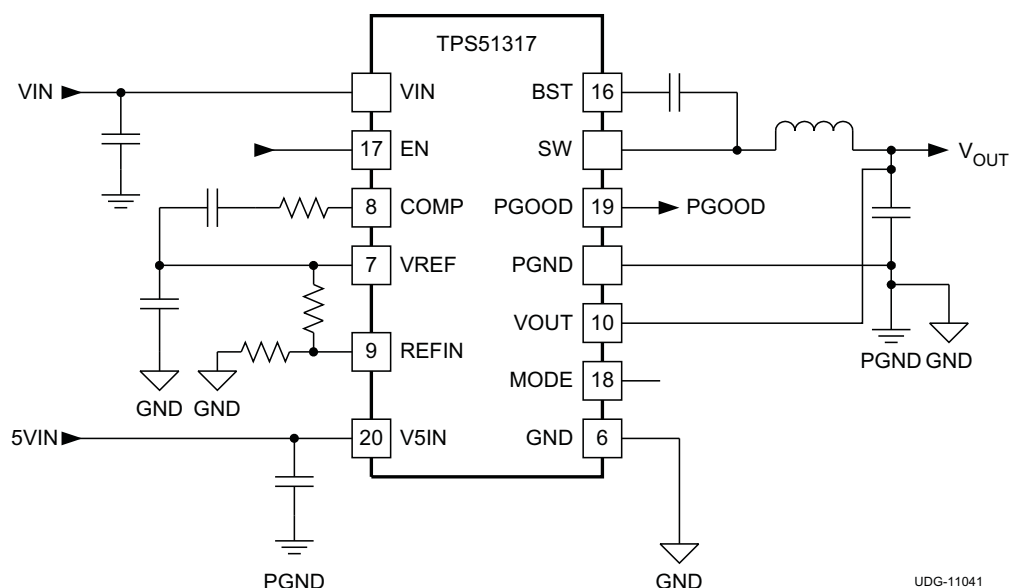 TPS51317
VIN
VIN
BST
16
17
EN
SW
8
COMP
PGOOD
19
PGOOD
VOUT
7
VREF
PGND
VOUT
10
9
REFIN
PGND
GND
MODE
18
GND
GND
5VIN
20
V5IN
GND
6
PGND
GND
UDG-11041